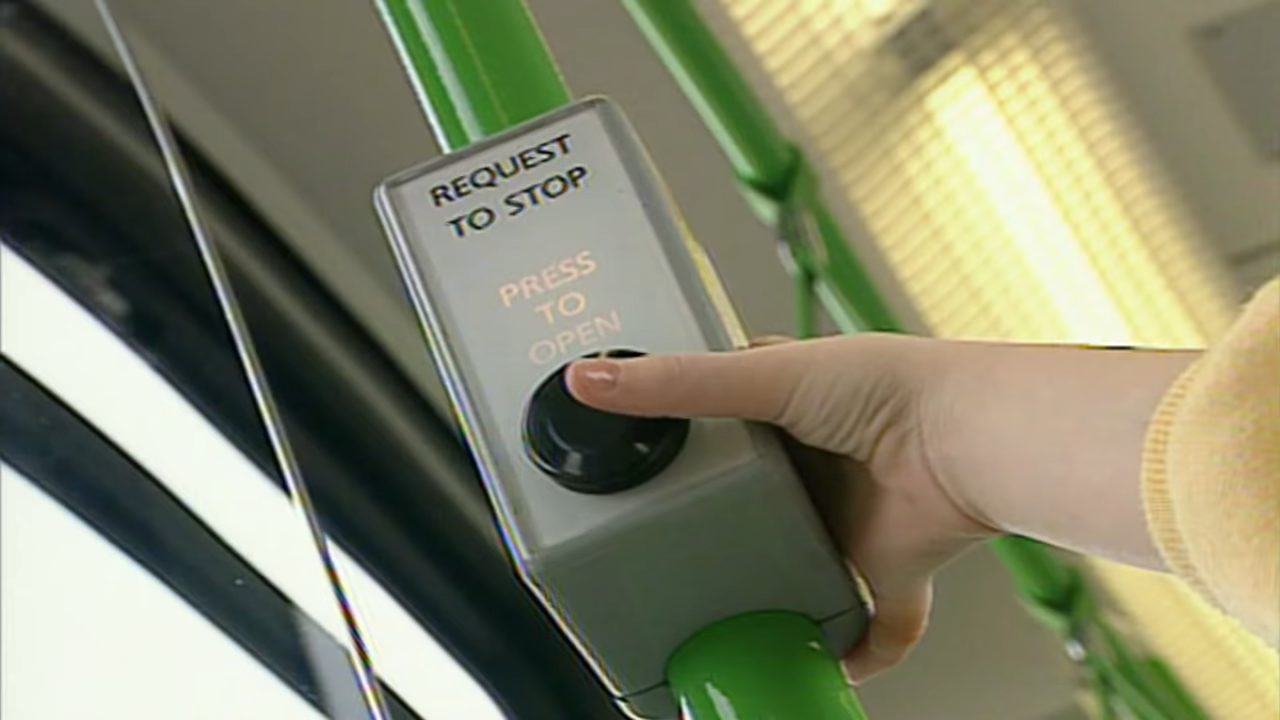 REQUEST
TO STOP
PRESS
TO
OPEN